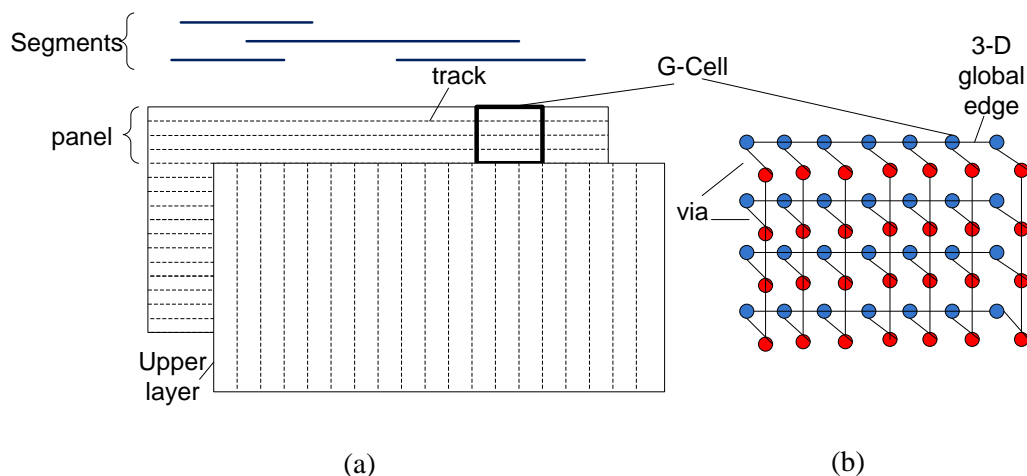 Segments
track
panel
G-Cell
3-D
global
edge
via
Upper
layer
(a)
(b)